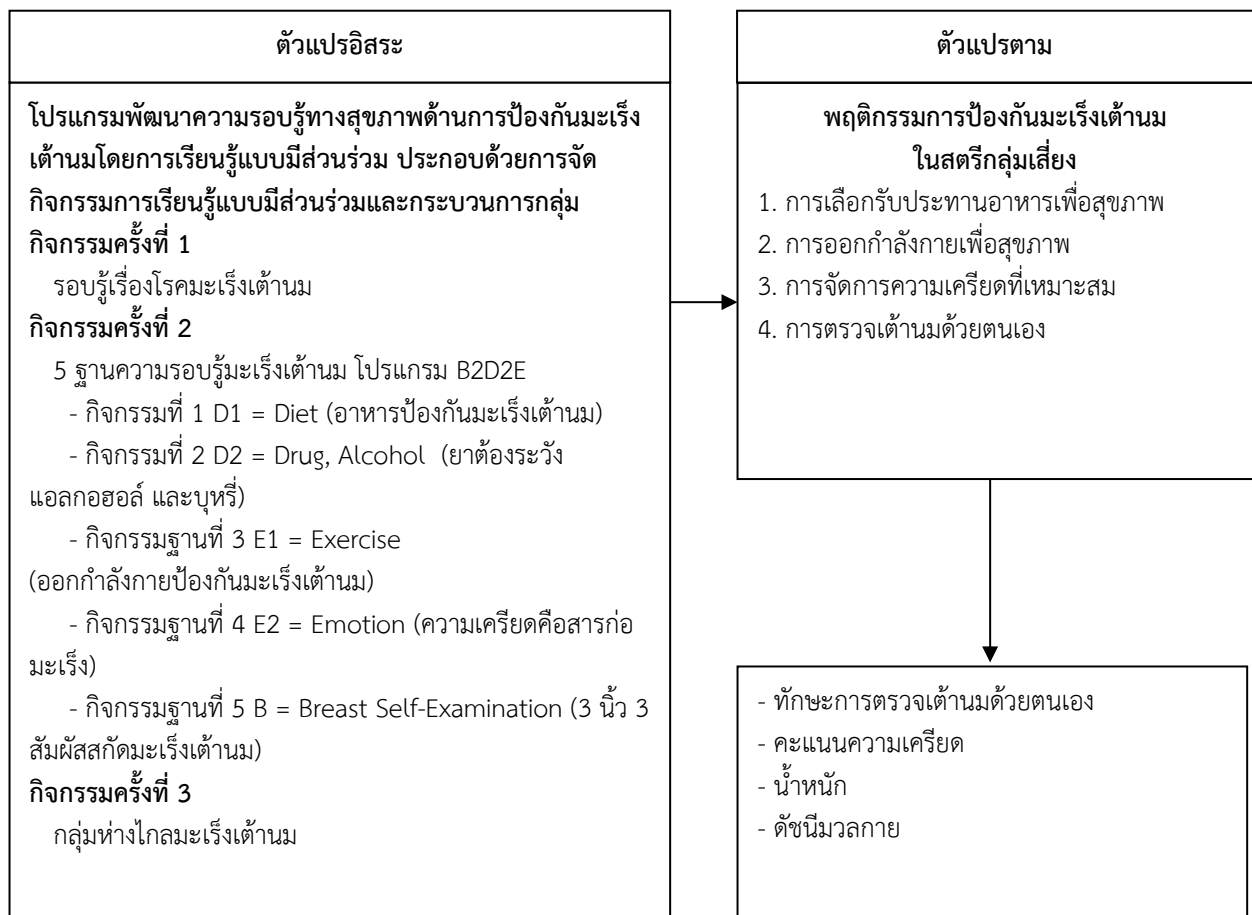 ตัวแปรอิสระ
โปรแกรมพัฒนาความรอบรู้ทางสุขภาพด้านการป้องกันมะเร็ง
เต้านมโดยการเรียนรู้แบบมีส่วนร่วม ประกอบด้วยการจัด
กิจกรรมการเรียนรู้แบบมีส่วนร่วมและกระบวนการกลุ่ม
กิจกรรมครั้งที่ 1
รอบรู้เรื่องโรคมะเร็งเต้านม
กิจกรรมครั้งที่ 2
5 ฐานความรอบรู้มะเร็งเต้านม โปรแกรม B2D2E
- กิจกรรมที่ 1 D1 = Diet (อาหารป้องกันมะเร็งเต้านม)
- กิจกรรมที่ 2 D2 = Drug, Alcohol (ยาต้องระวัง
แอลกอฮอล์ และบุหรี่)
- กิจกรรมฐานที่ 3 E1 = Exercise
(ออกกำลังกายป้องกันมะเร็งเต้านม)
- กิจกรรมฐานที่ 4 E2 = Emotion (ความเครียดคือสารก่อ
มะเร็ง)
- กิจกรรมฐานที่ 5 B = Breast Self-Examination (3 นิ้ว 3
สัมผัสสกัดมะเร็งเต้านม)
กิจกรรมครั้งที่ 3
กลุ่มห่างไกลมะเร็งเต้านม
ตัวแปรตาม
พฤติกรรมการป้องกันมะเร็งเต้านม
ในสตรีกลุ่มเสี่ยง
1. การเลือกรับประทานอาหารเพื่อสุขภาพ
2. การออกกำลังกายเพื่อสุขภาพ
3. การจัดการความเครียดที่เหมาะสม
4. การตรวจเต้านมด้วยตนเอง
- ทักษะการตรวจเต้านมด้วยตนเอง
- คะแนนความเครียด
- น้ำหนัก
- ดัชนีมวลกาย